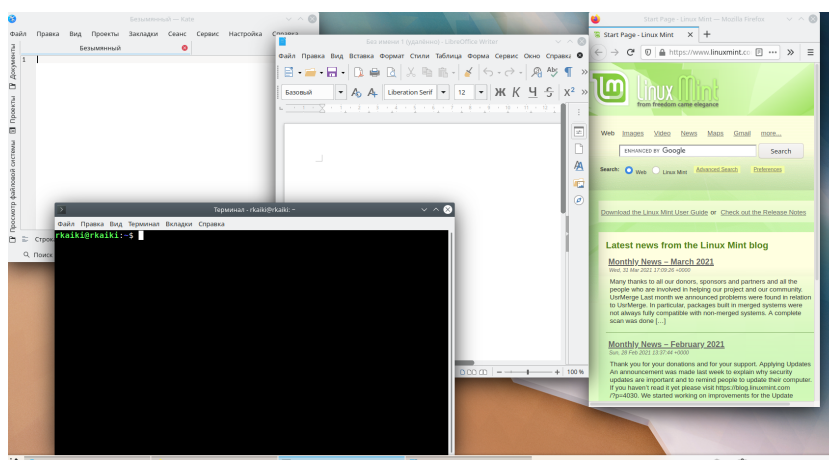 Безымянный — Kate
Файл Правка Вид Проекты Закладки Сеанс Сервис Настройка Справка
Безымянный
1
Документы
Проекты
Просмотр файловой системы
Строк
Поиск
Без имени 1 (удалённо) - LibreOffice Writer
Файл Правка Вид Вставка Формат Стили Таблица Форма Сервис Окно Справка
Базовый Liberation Serif 12 Ж К Ч S X² »
100 %
Терминал - rkaiki@rkaiki: ~
Файл Правка Вид Терминал Вкладки Справка
rkaiki@rkaiki:~$
Start Page - Linux Mint — Mozilla Firefox
Start Page - Linux Mint
https://www.linuxmint.co
Linux Mint
from freedom came elegance
Web Images Video News Maps Gmail more...
ENHANCED BY Google Search
Search: Web Linux Mint Advanced Search Preferences
Download the Linux Mint User Guide or Check out the Release Notes
Latest news from the Linux Mint blog
Monthly News – March 2021
Wed, 31 Mar 2021 17:09:26 +0000
Many thanks to all our donors, sponsors and partners and all the
people who are involved in helping our project and our community.
UsrMerge Last month we announced problems were found in relation
to UsrMerge. In particular, packages built in merged systems were
not always fully compatible with non-merged systems. A complete
scan was done […]
Monthly News – February 2021
Sun, 28 Feb 2021 13:37:44 +0000
Thank you for your donations and for your support. Applying Updates
An announcement was made last week to explain why security
updates are important and to remind people to update their computer.
If you haven't read it yet please visit https://blog.linuxmint.com
/?p=4030. We started working on improvements for the Update